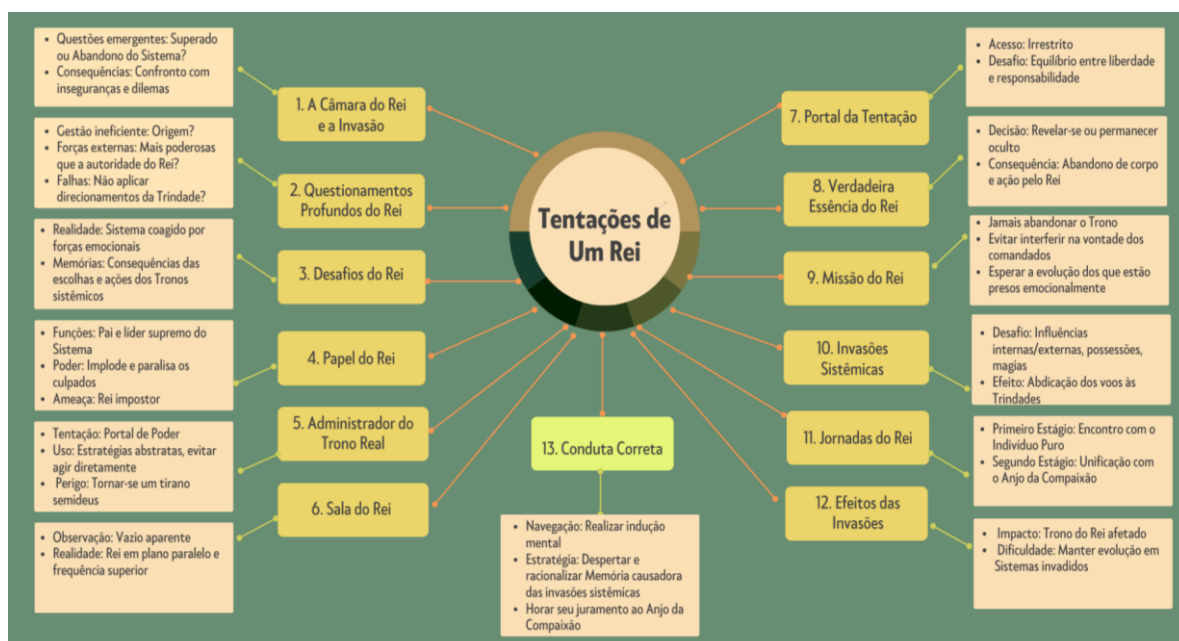 Tentações de
Um Rei
1. A Câmara do Rei
e a Invasão
• Questões emergentes: Superado
ou Abandono do Sistema?
• Consequências: Confronto com
inseguranças e dilemas
2. Questionamentos
Profundos do Rei
• Gestão ineficiente: Origem?
• Forças externas: Mais poderosas
que a autoridade do Rei?
• Falhas: Não aplicar
direcionamentos da Trindade?
3. Desafios do Rei
• Realidade: Sistema coagido por
forças emocionais
• Memórias: Consequências das
escolhas e ações dos Tronos
sistêmicos
4. Papel do Rei
• Funções: Pai e líder supremo do
Sistema
• Poder: Implode e paralisa os
culpados
• Ameaça: Rei impostor
5. Administrador do
Trono Real
• Tentação: Portal de Poder
• Uso: Estratégias abstratas, evitar
agir diretamente
• Perigo: Tornar-se um tirano
semideus
6. Sala do Rei
• Observação: Vazio aparente
• Realidade: Rei em plano paralelo e
frequência superior
7. Portal da Tentação
• Acesso: Irrestrito
• Desafio: Equilíbrio entre liberdade
e responsabilidade
8. Verdadeira
Essência do Rei
• Decisão: Revelar-se ou permanecer
oculto
• Consequência: Abandono de corpo
e ação pelo Rei
9. Missão do Rei
• Jamais abandonar o Trono
• Evitar interferir na vontade dos
comandados
• Esperar a evolução dos que estão
presos emocionalmente
10. Invasões
Sistêmicas
• Desafio: Influências
internas/externas, possessões,
magias
• Efeito: Abdicação dos voos às
Trindades
11. Jornadas do Rei
• Primeiro Estágio: Encontro com o
Indivíduo Puro
• Segundo Estágio: Unificação com
o Anjo da Compaixão
12. Efeitos das
Invasões
• Impacto: Trono do Rei afetado
• Dificuldade: Manter evolução em
Sistemas invadidos
13. Conduta Correta
• Navegação: Realizar indução
mental
• Estratégia: Despertar e
racionalizar Memória causadora
das invasões sistêmicas
• Horar seu juramento ao Anjo da
Compaixão